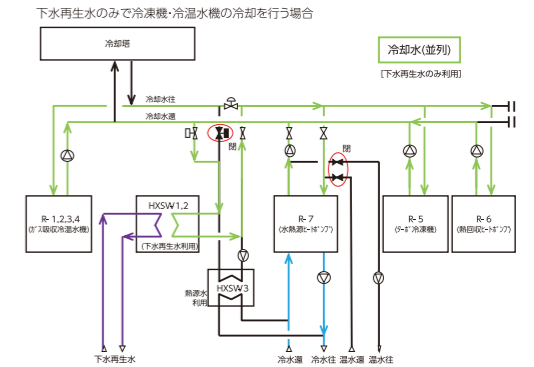 下水再生水のみで冷凍機・冷温水機の冷却を行う場合
冷却塔
冷却水(並列)
[下水再生水のみ利用]
冷却水往
冷却水還
閉
閉
R-1,2,3,4
(ガス吸収冷温水機)
HXSW-1,2
(下水再生水利用)
R-7
(水熱源ヒートポンプ)
R-5
(ターボ冷凍機)
R-6
(熱回収ヒートポンプ)
HXSW-3
熱源水
利用
下水再生水
冷水還
冷水往
温水還
温水往